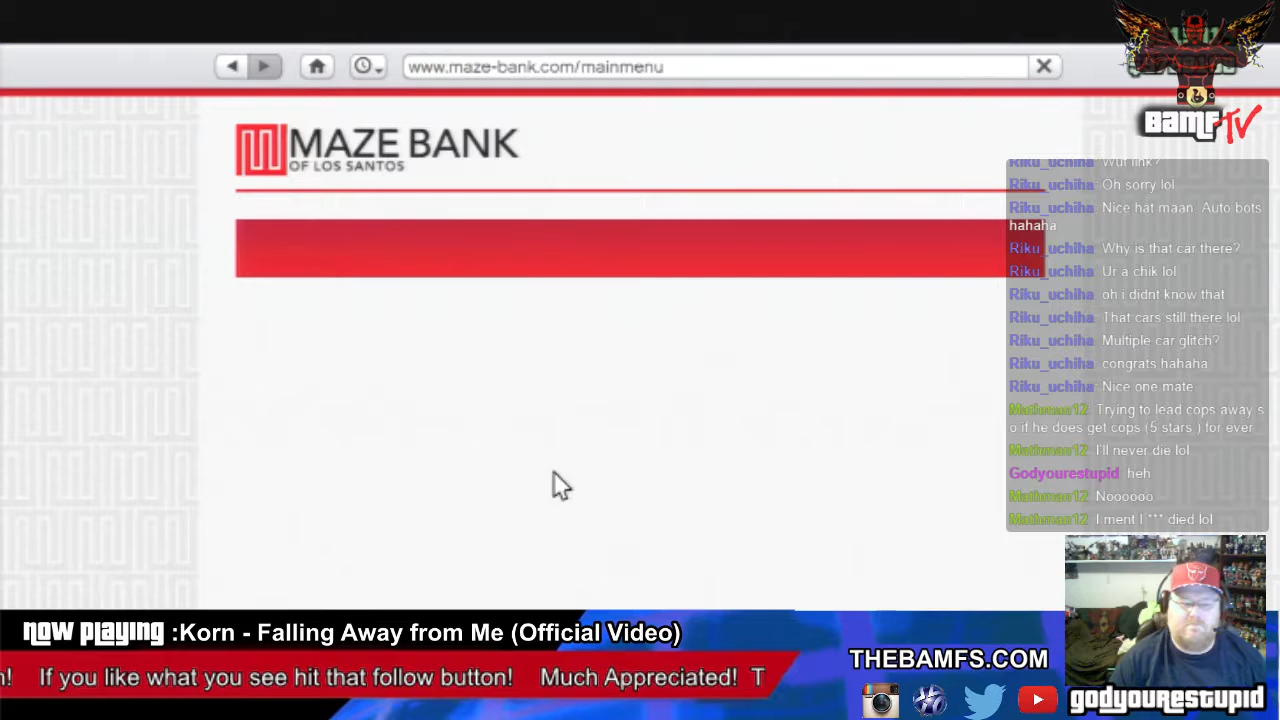 www.maze-bank.com/mainmenu
MAZE BANK
OF LOS SANTOS
BAMF TV
Riku_uchiha Wut link?
Riku_uchiha Oh sorry lol
Riku_uchiha Nice hat maan. Auto bots
hahaha
Riku_uchiha Why is that car there?
Riku_uchiha Ur a chik lol
Riku_uchiha oh i didnt know that
Riku_uchiha That cars still there lol
Riku_uchiha Multiple car glitch?
Riku_uchiha congrats hahaha
Riku_uchiha Nice one mate
Mathman12 Trying to lead cops away s
o if he does get cops (5 stars ) for ever
Mathman12 I'll never die lol
Godyourestupid heh
Mathman12 Noooooo
Mathman12 I ment I *** died lol
now playing :Korn - Falling Away from Me (Official Video)
! If you like what you see hit that follow button! Much Appreciated! T
THEBAMFS.COM
godyourestupid